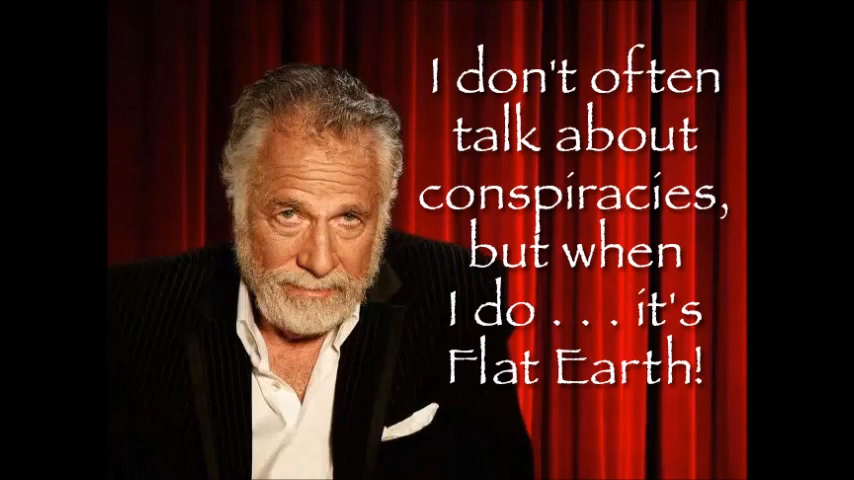 I don't often
talk about
conspiracies,
but when
I do . . . it's
Flat Earth!